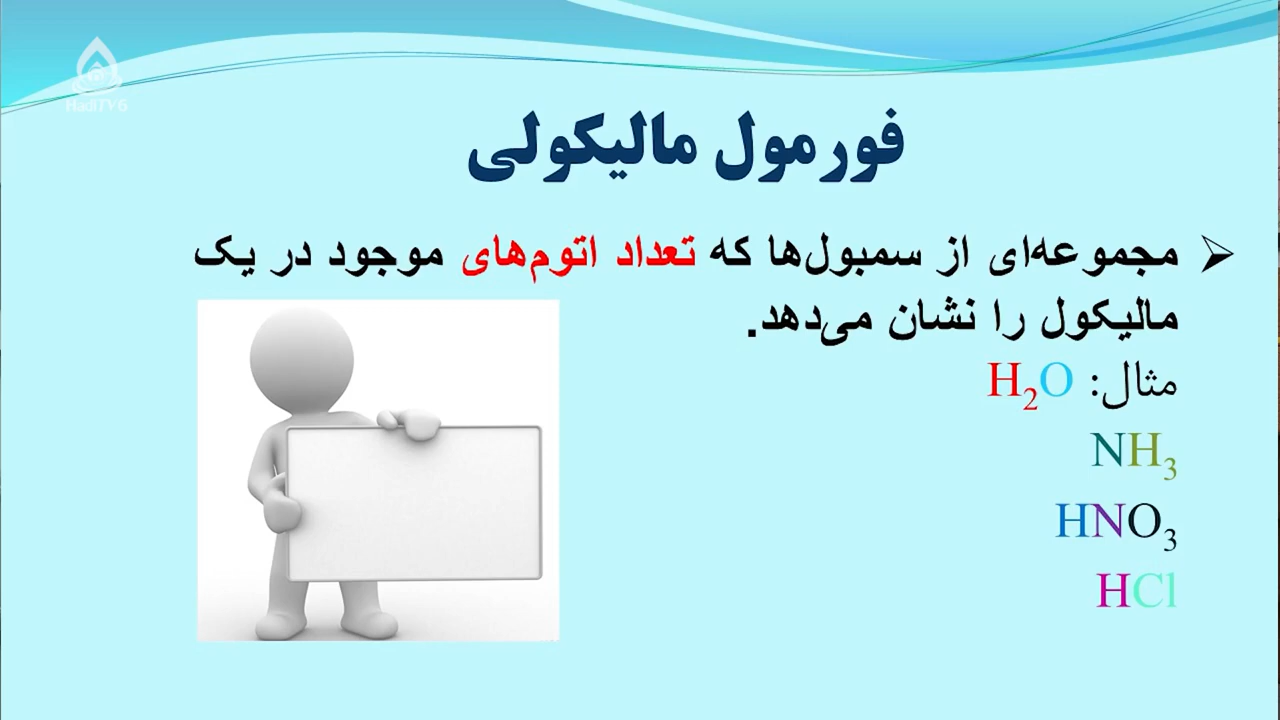 HadiTV6
فورمول مالیکولی
⮚ مجموعه‌ای از سمبول‌ها که تعداد اتوم‌های موجود در یک
مالیکول را نشان می‌دهد.
مثال: H₂O
NH₃
HNO₃
HCl